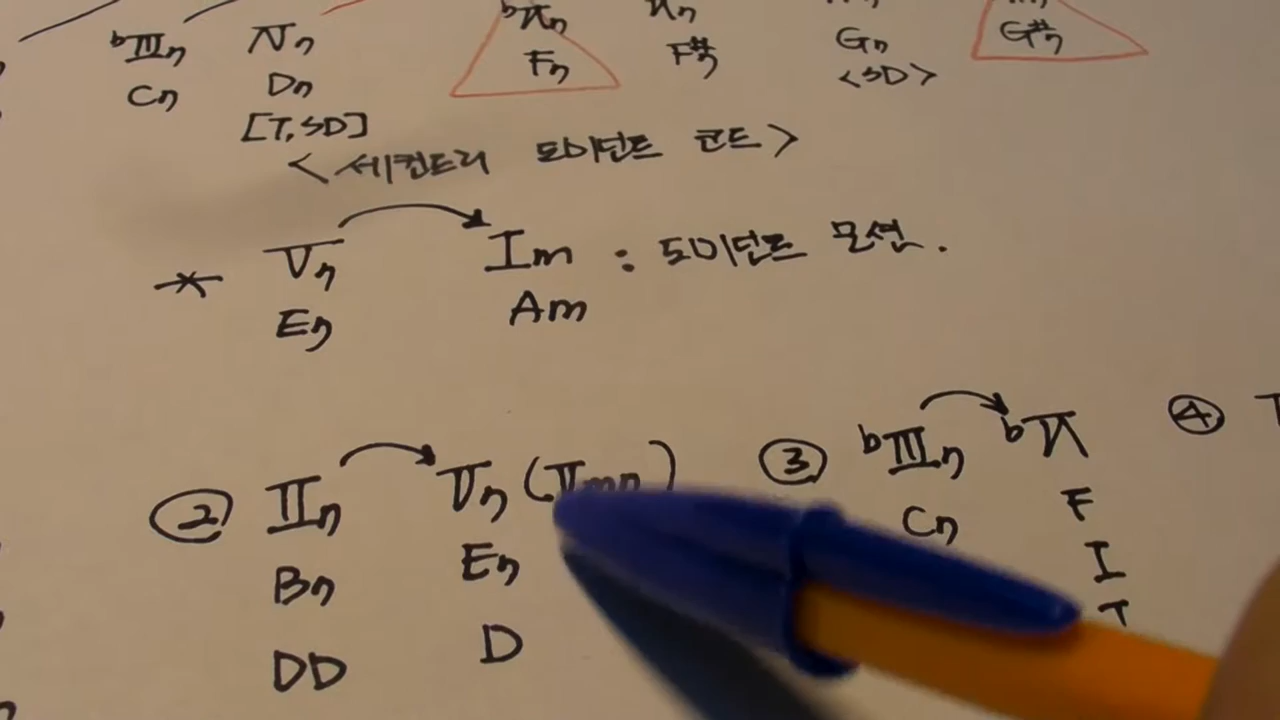 ♭Ⅲ7 Ⅳ7 ♭Ⅵ7 Ⅵ7
C7 D7 F7 F#7 G7 G#7
[T,SD] <SD>
<세컨드리 도미넌트 코드>
* Ⅴ7 Ⅰm : 도미넌트 모션.
E7 Am
② Ⅱ7 Ⅴ7 (Ⅴm7) ③ ♭Ⅲ7 ♭Ⅵ ④
B7 E7 C7 F
DD D Ⅰ
T